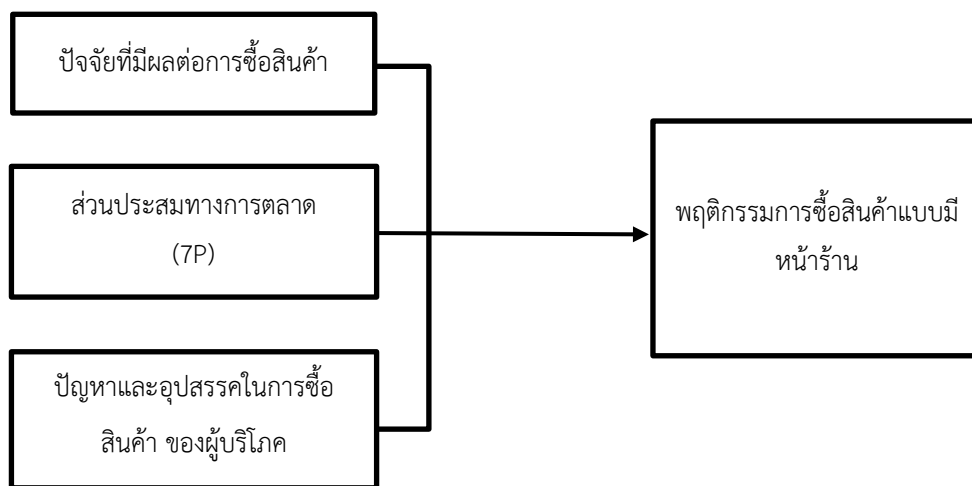 ปัจจัยที่มีผลต่อการซื้อสินค้า
ส่วนประสมทางการตลาด
(7P)
ปัญหาและอุปสรรคในการซื้อ
สินค้า ของผู้บริโภค
พฤติกรรมการซื้อสินค้าแบบมี
หน้าร้าน